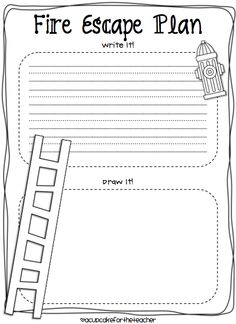 Fire Escape Plan
Write it!
Draw it!
©acupcakefortheteacher